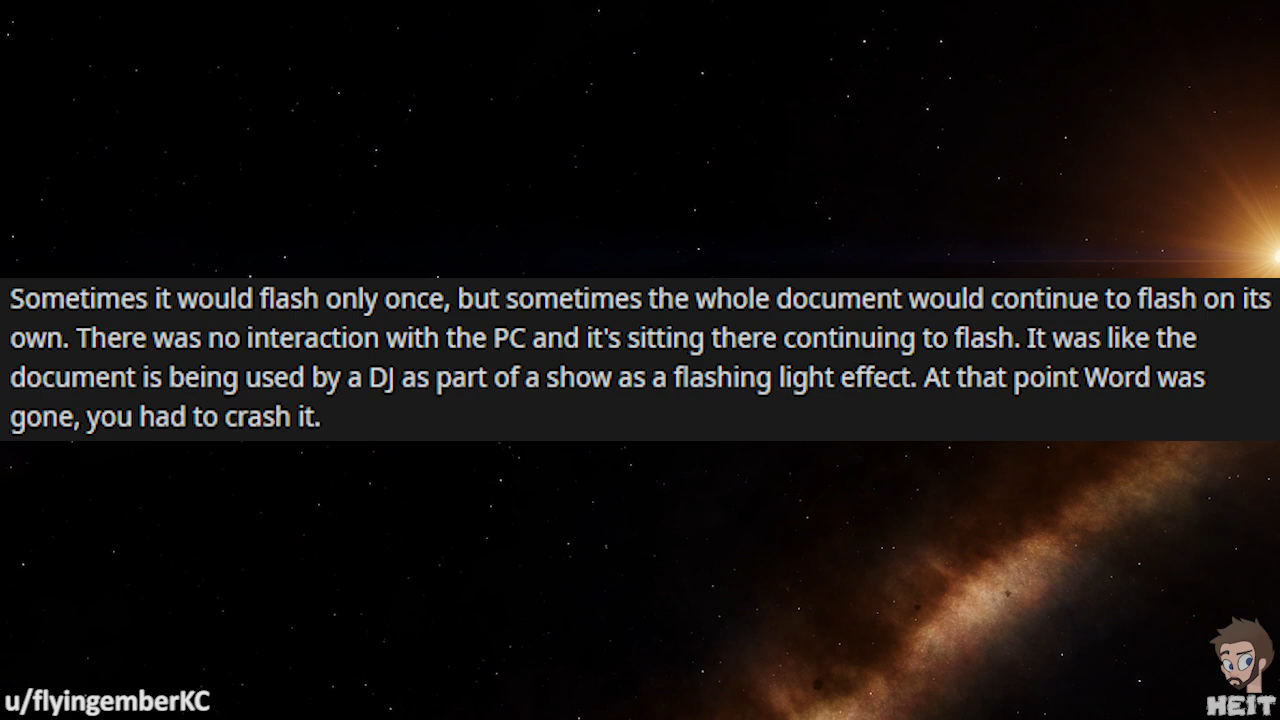 Sometimes it would flash only once, but sometimes the whole document would continue to flash on its
own. There was no interaction with the PC and it's sitting there continuing to flash. It was like the
document is being used by a DJ as part of a show as a flashing light effect. At that point Word was
gone, you had to crash it.
u/flyingemberKC
HEIT